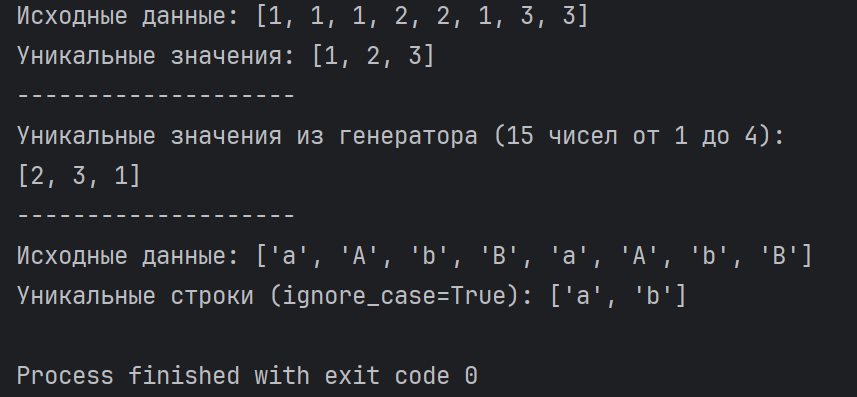 Исходные данные: [1, 1, 1, 2, 2, 1, 3, 3]
Уникальные значения: [1, 2, 3]
--------------------
Уникальные значения из генератора (15 чисел от 1 до 4):
[2, 3, 1]
--------------------
Исходные данные: ['a', 'A', 'b', 'B', 'a', 'A', 'b', 'B']
Уникальные строки (ignore_case=True): ['a', 'b']
Process finished with exit code 0